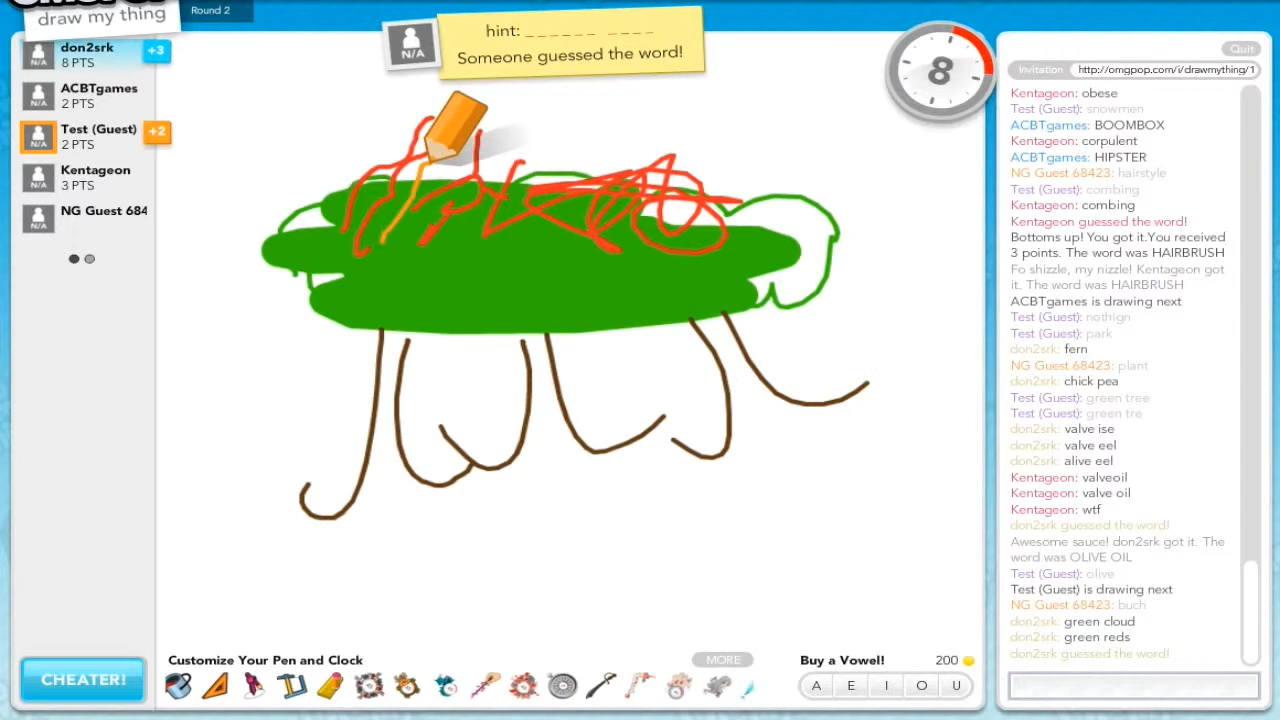 draw my thing
Round 2
don2srk
8 PTS
+3
ACBTgames
2 PTS
Test (Guest)
2 PTS
+2
Kentageon
3 PTS
NG Guest 684
N/A
N/A
N/A
N/A
N/A
CHEATER!
N/A
hint: _ _ _ _ _ _ _ _ _ _
Someone guessed the word!
8
Customize Your Pen and Clock
MORE
Buy a Vowel!
200
A E I O U
Quit
Invitation http://omgpop.com/i/drawmything/1
Kentageon: obese
Test (Guest): snowmen
ACBTgames: BOOMBOX
Kentageon: corpulent
ACBTgames: HIPSTER
NG Guest 68423: hairstyle
Test (Guest): combing
Kentageon: combing
Kentageon guessed the word!
Bottoms up! You got it.You received
3 points. The word was HAIRBRUSH
Fo shizzle, my nizzle! Kentageon got
it. The word was HAIRBRUSH
ACBTgames is drawing next
Test (Guest): nothign
Test (Guest): park
don2srk: fern
NG Guest 68423: plant
don2srk: chick pea
Test (Guest): green tree
Test (Guest): green tre
don2srk: valve ise
don2srk: valve eel
don2srk: alive eel
Kentageon: valveoil
Kentageon: valve oil
Kentageon: wtf
don2srk guessed the word!
Awesome sauce! don2srk got it. The
word was OLIVE OIL
Test (Guest): olive
Test (Guest) is drawing next
NG Guest 68423: buch
don2srk: green cloud
don2srk: green reds
don2srk guessed the word!